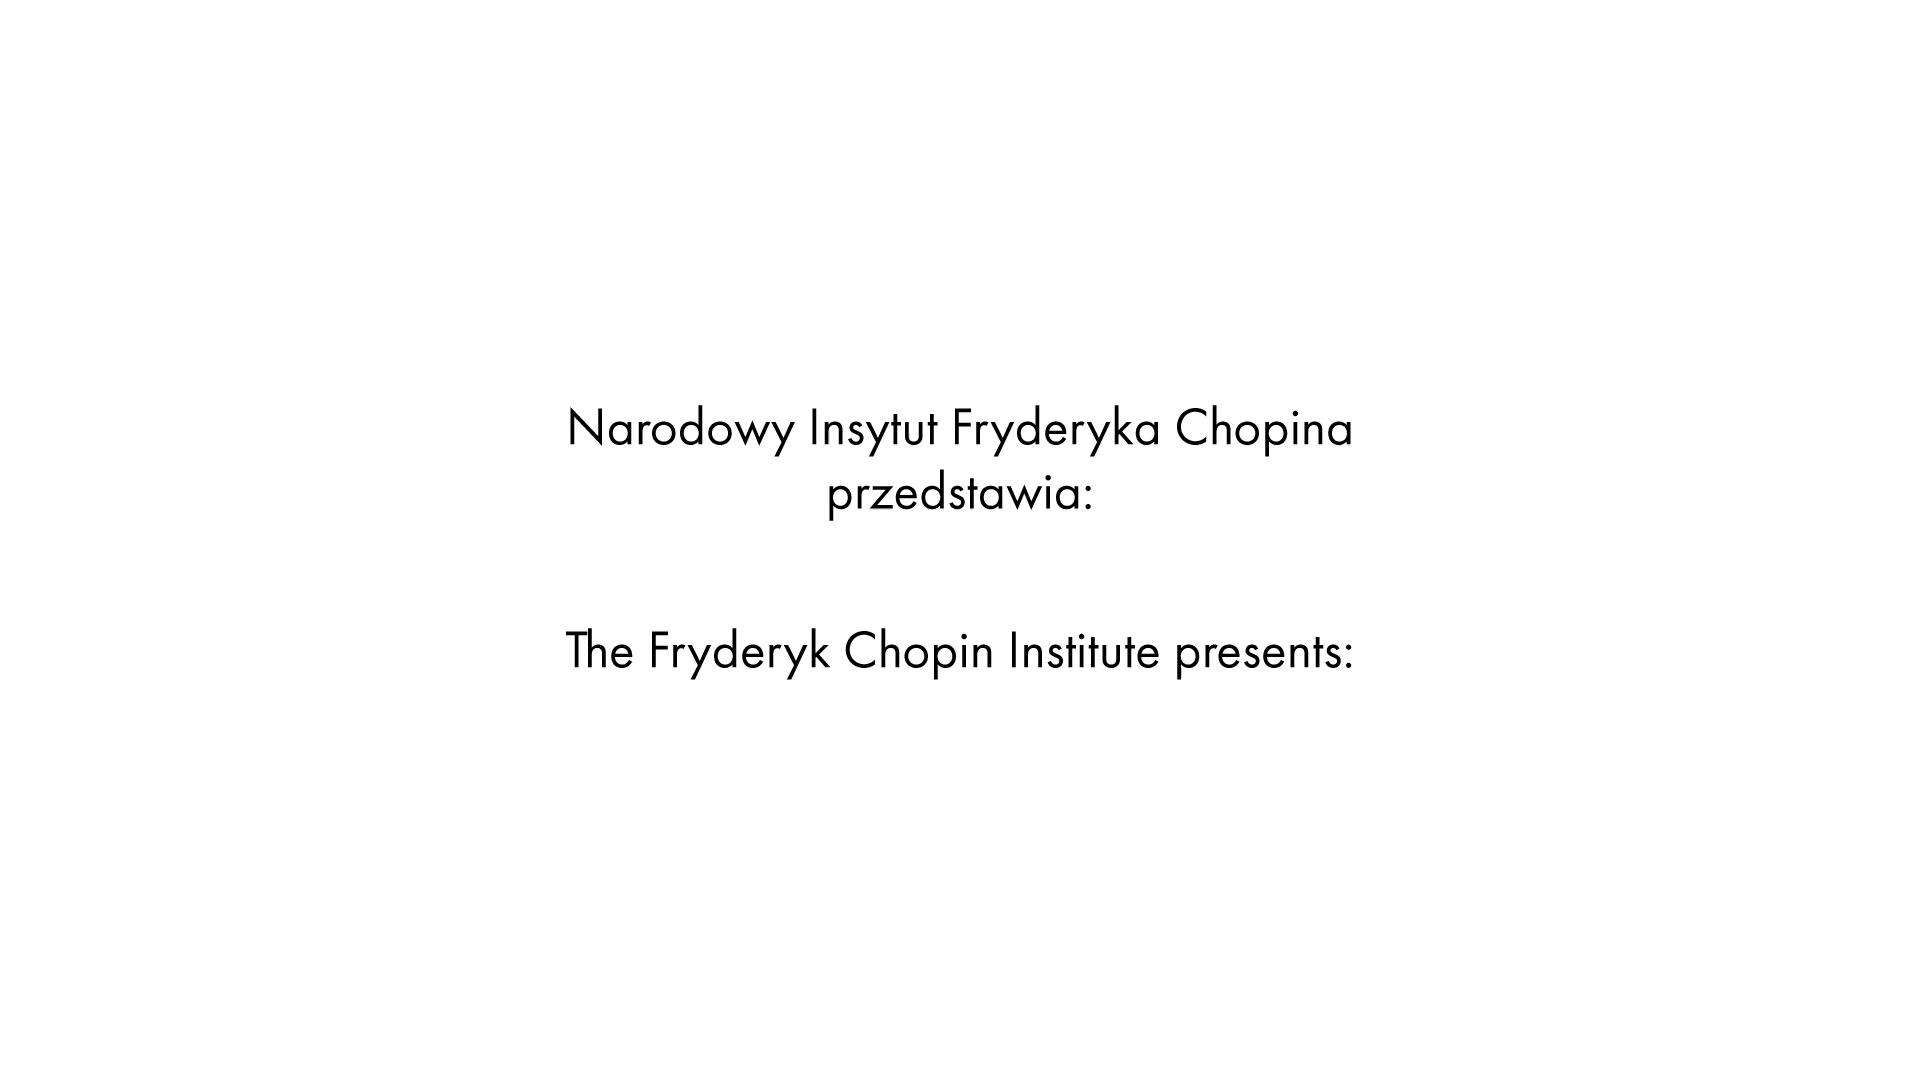 Narodowy Insytut Fryderyka Chopina
przedstawia:
The Fryderyk Chopin Institute presents: